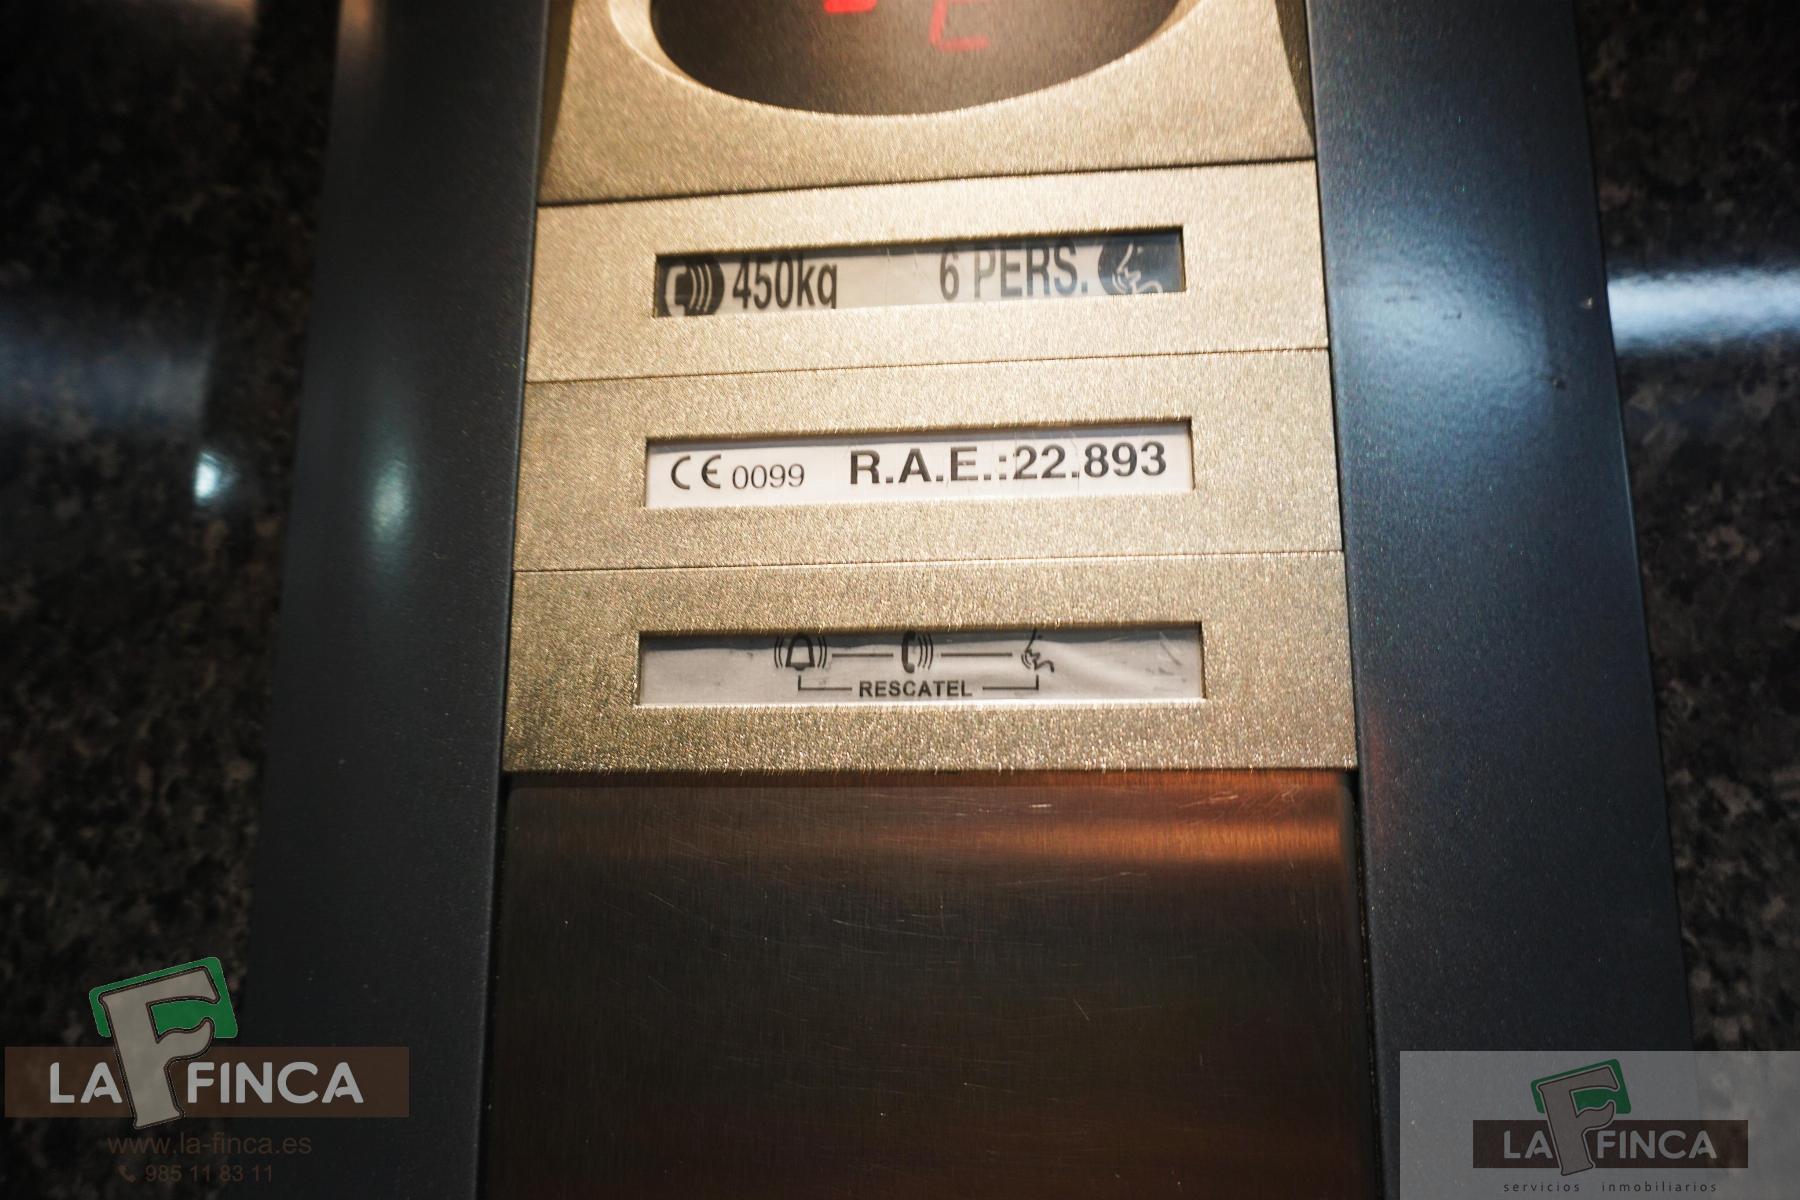 450kg 6 PERS.
CE 0099 R.A.E.:22.893
RESCATEL
LA FINCA
www.la-finca.es
985 11 83 11
LA FINCA
servicios inmobiliarios